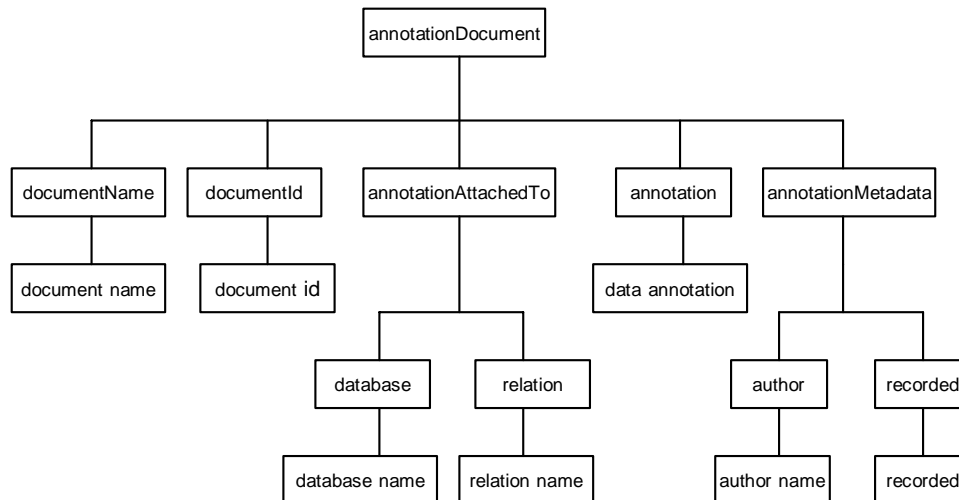 annotationDocument
documentName
documentId
annotationAttachedTo
annotation
annotationMetadada
document name
document id
data annotation
database
relation
author
recorded
database name
relation name
author name
recorded